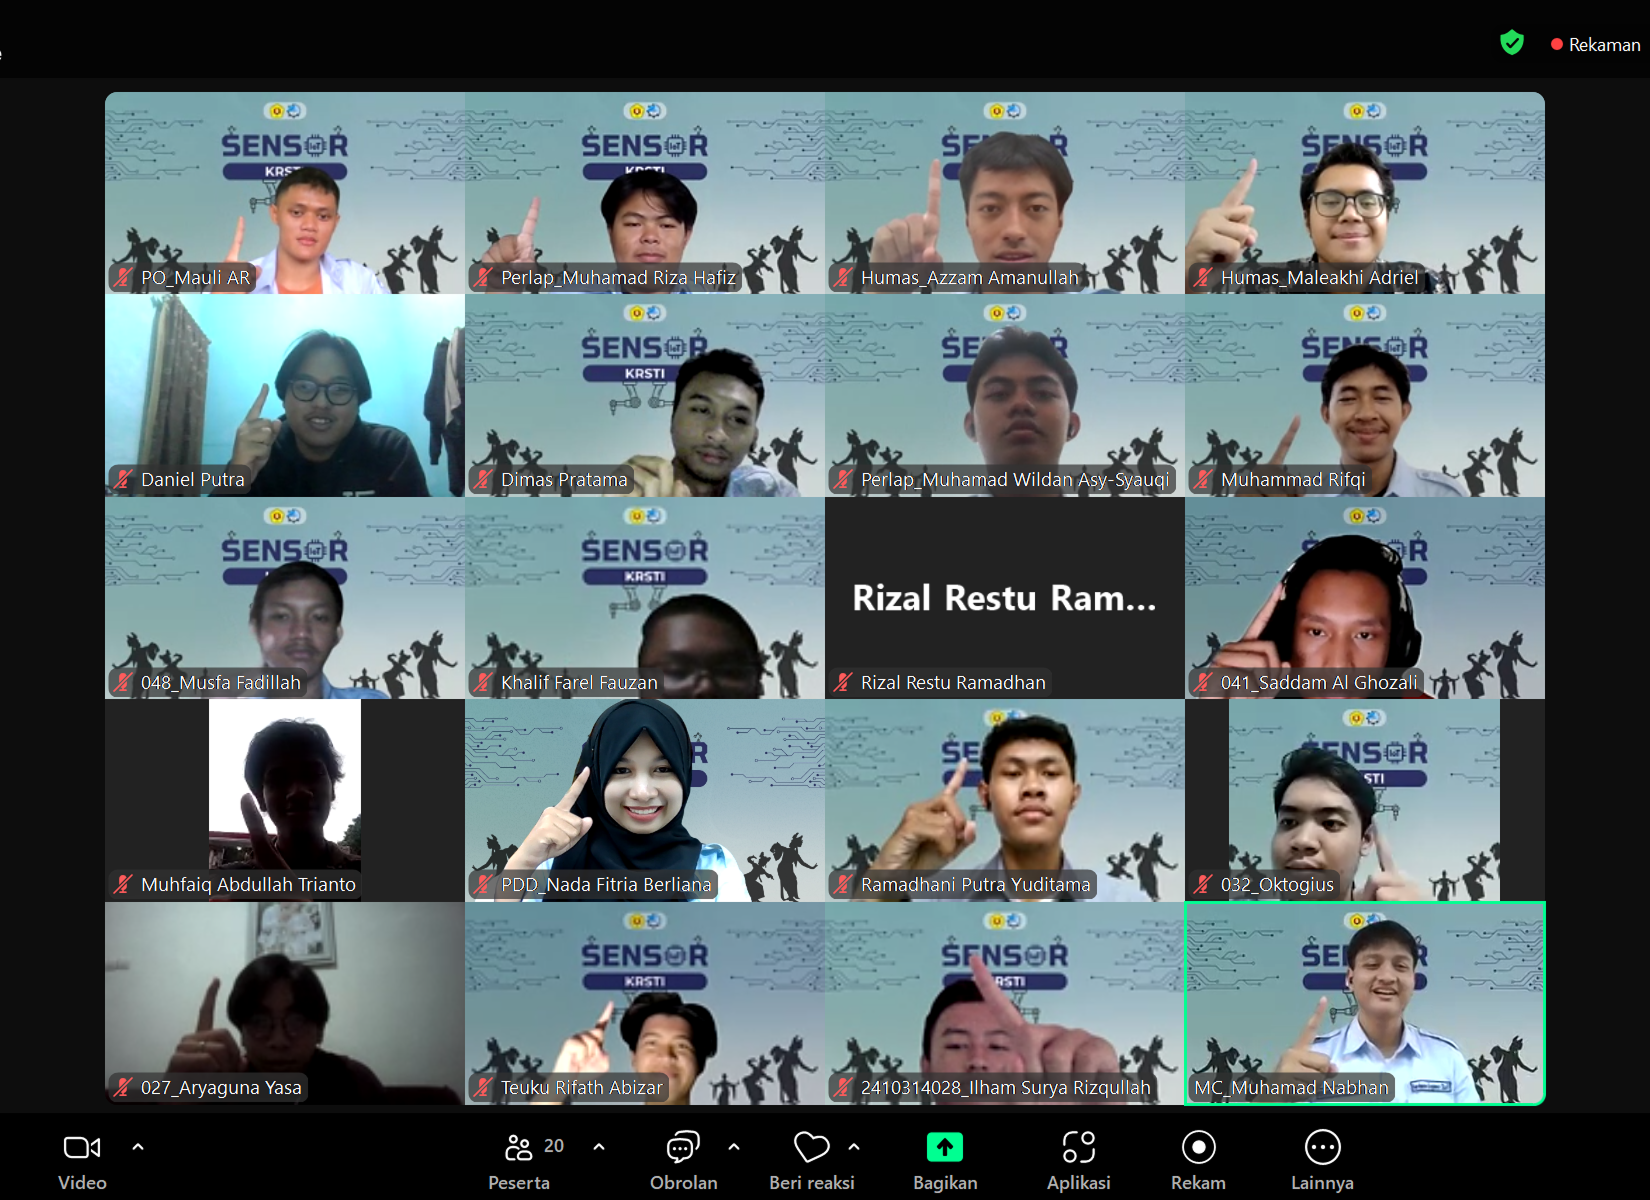 Rekaman
SENSOR
KRSTI
PO_Mauli AR
SENSOR
KRSTI
Perlap_Muhamad Riza Hafiz
Humas_Azzam Amanullah
SENSOR
Humas_Maleakhi Adriel
Daniel Putra
SENSOR
KRSTI
Dimas Pratama
Perlap_Muhamad Wildan Asy-Syauqi
SENSOR
Muhammad Rifqi
SENSOR
048_Musfa Fadillah
SENSOR
KRSTI
Khalif Farel Fauzan
Rizal Restu Ram...
Rizal Restu Ramadhan
041_Saddam Al Ghozali
Muhfaiq Abdullah Trianto
PDD_Nada Fitria Berliana
Ramadhani Putra Yuditama
SENSOR
032_Oktogius
027_Aryaguna Yasa
SENSOR
KRSTI
Teuku Rifath Abizar
SENSOR
2410314028_Ilham Surya Rizqullah
MC_Muhamad Nabhan
Video
20
Peserta
Obrolan
Beri reaksi
Bagikan
Aplikasi
Rekam
Lainnya